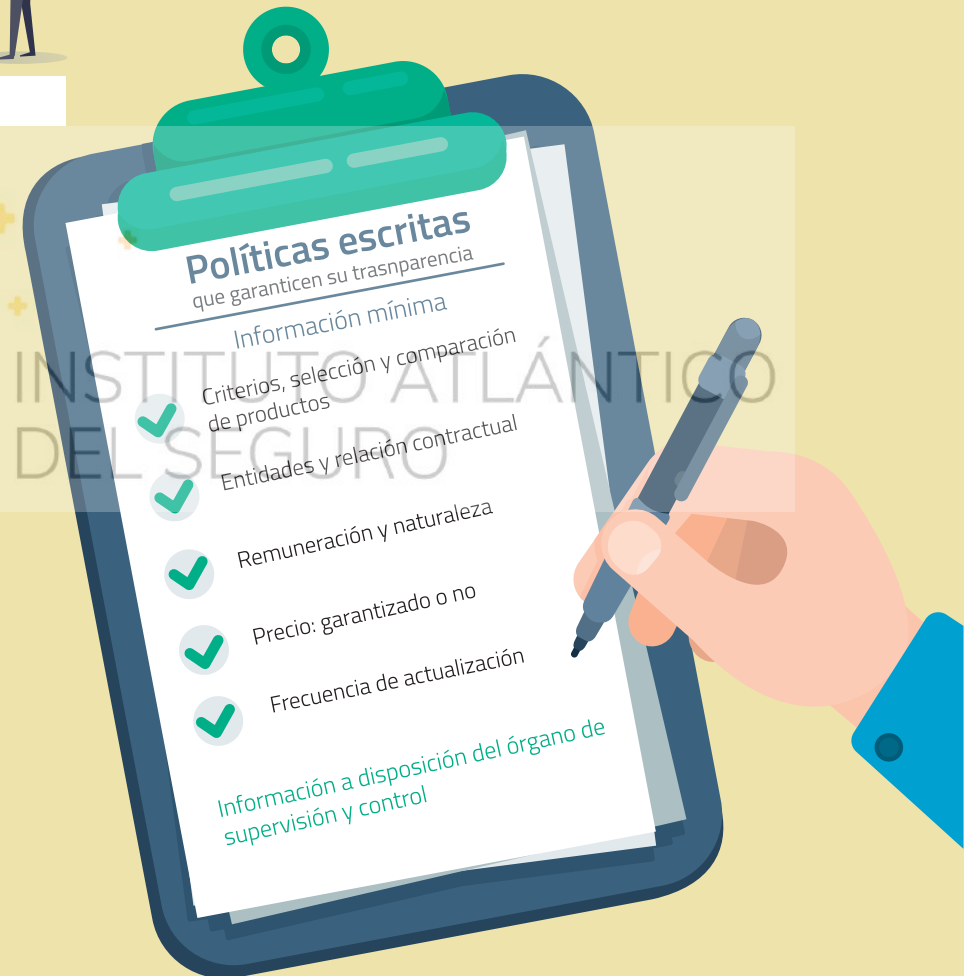 Políticas escritas
que garanticen su trasnparencia
Información mínima
Criterios, selección y comparación
de productos
Entidades y relación contractual
Remuneración y naturaleza
Precio: garantizado o no
Frecuencia de actualización
Información a disposición del órgano de
supervisión y control
INSTITUTO ATLÁNTICO
DEL SEGURO